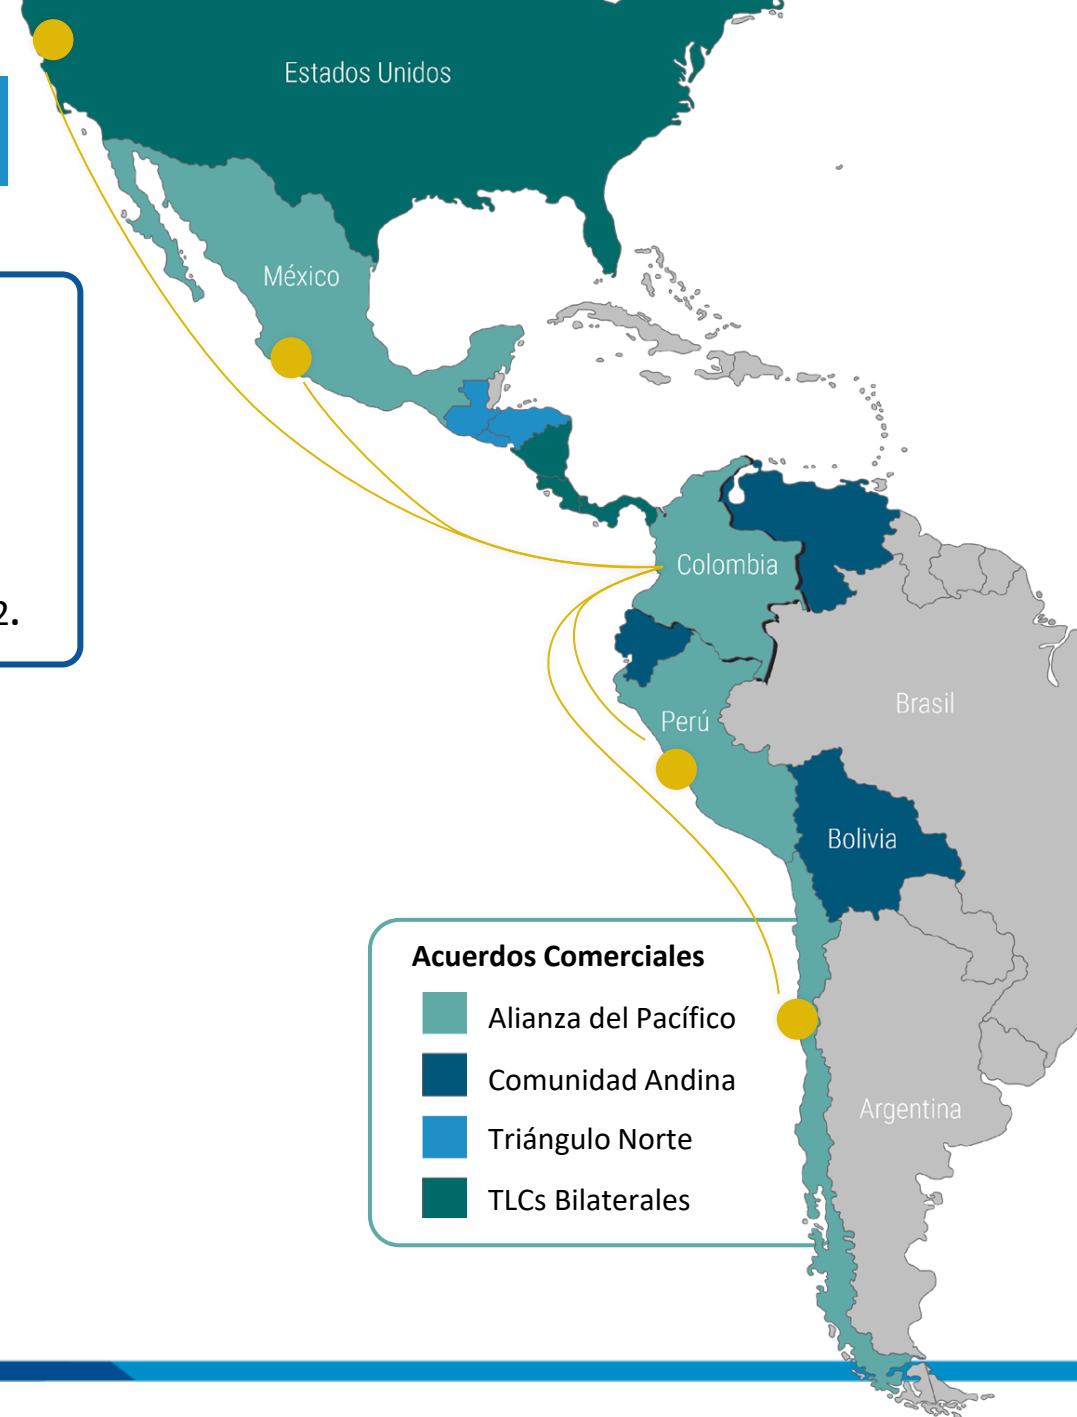 Estados Unidos
México
2.
Colombia
Perú
Brasil
Bolivia
Acuerdos Comerciales
Alianza del Pacífico
Comunidad Andina
Triángulo Norte
TLCs Bilaterales
Argentina